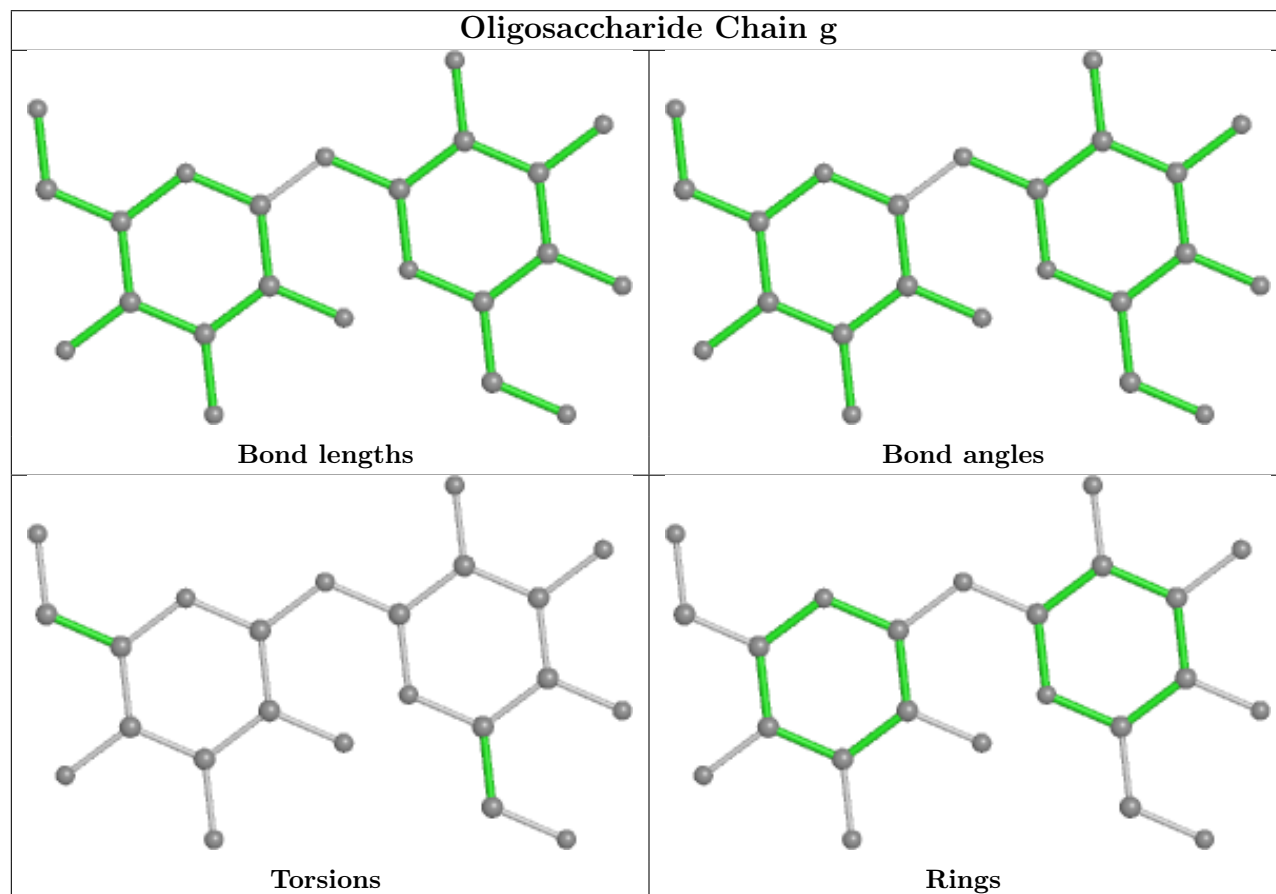 Oligosaccharide Chain g
Bond lengths
Bond angles
Torsions
Rings